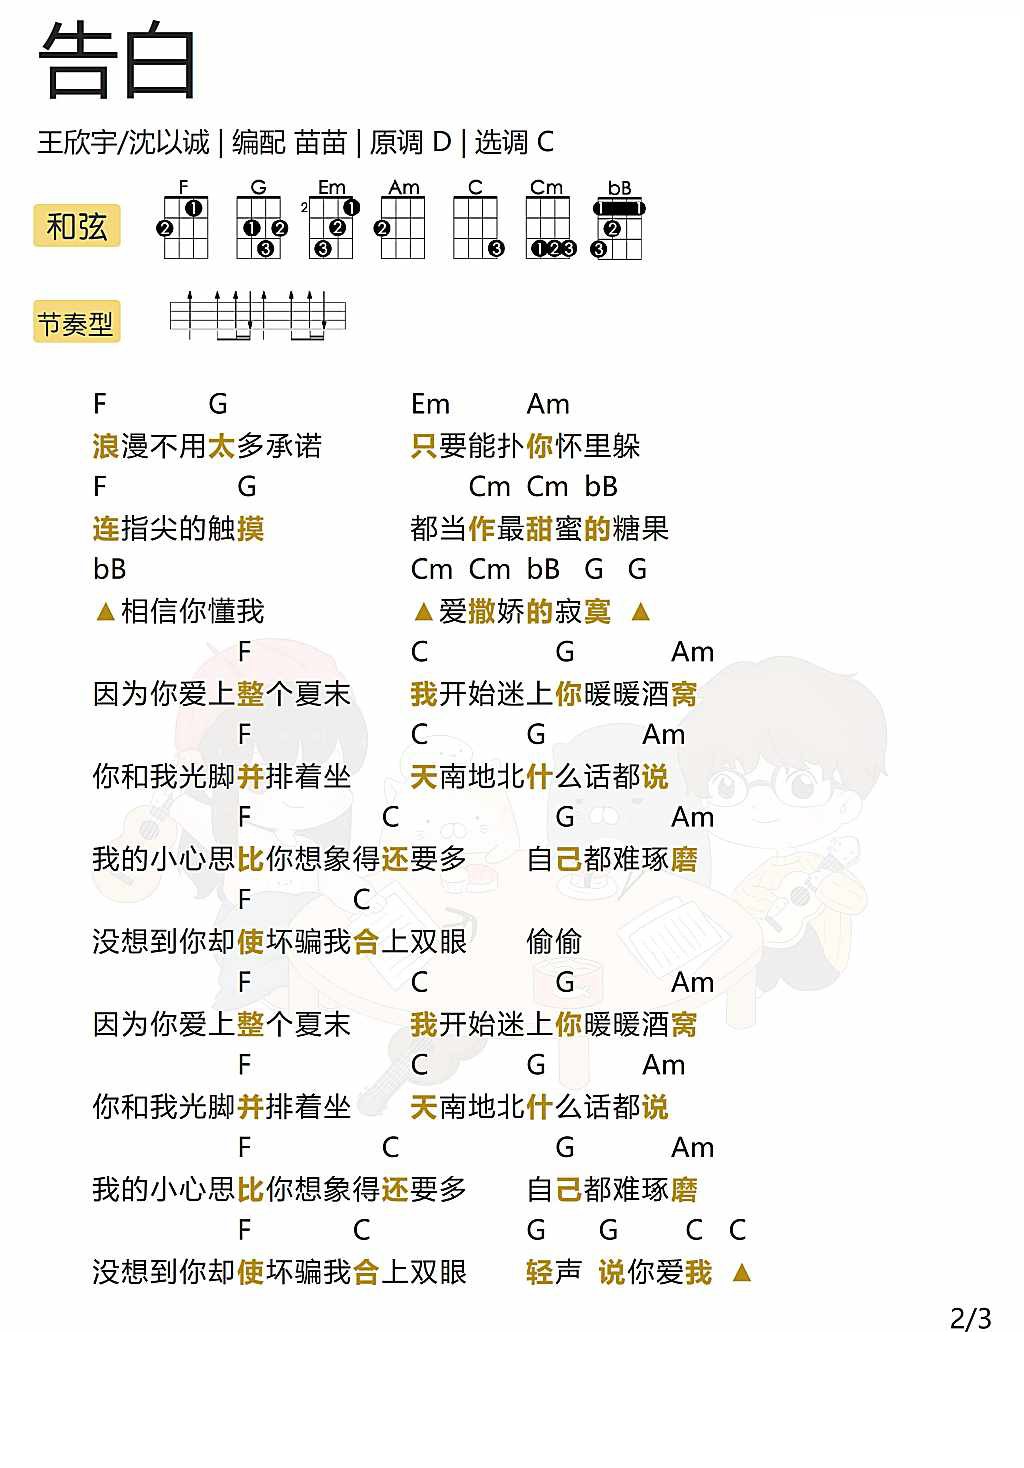 告白
王欣宇/沈以诚 | 编配 苗苗 | 原调 D | 选调 C
和弦 F G Em Am C Cm bB
1 2 1 2 3 2 1 2 3 2 3 1 2 3 1 1 2 3
节奏型
F G Em Am
浪漫不用太多承诺 只要能扑你怀里躲
F G Cm Cm bB
连指尖的触摸 都当作最甜蜜的糖果
bB Cm Cm bB G G
▲相信你懂我 ▲爱撒娇的寂寞 ▲
F C G Am
因为你爱上整个夏末 我开始迷上你暖暖酒窝
F C G Am
你和我光脚并排着坐 天南地北什么话都说
F C G Am
我的小心思比你想象得还要多 自己都难琢磨
F C
没想到你却使坏骗我合上双眼 偷偷
F C G Am
因为你爱上整个夏末 我开始迷上你暖暖酒窝
F C G Am
你和我光脚并排着坐 天南地北什么话都说
F C G Am
我的小心思比你想象得还要多 自己都难琢磨
F C G G C C
没想到你却使坏骗我合上双眼 轻声 说你爱我 ▲
2/3